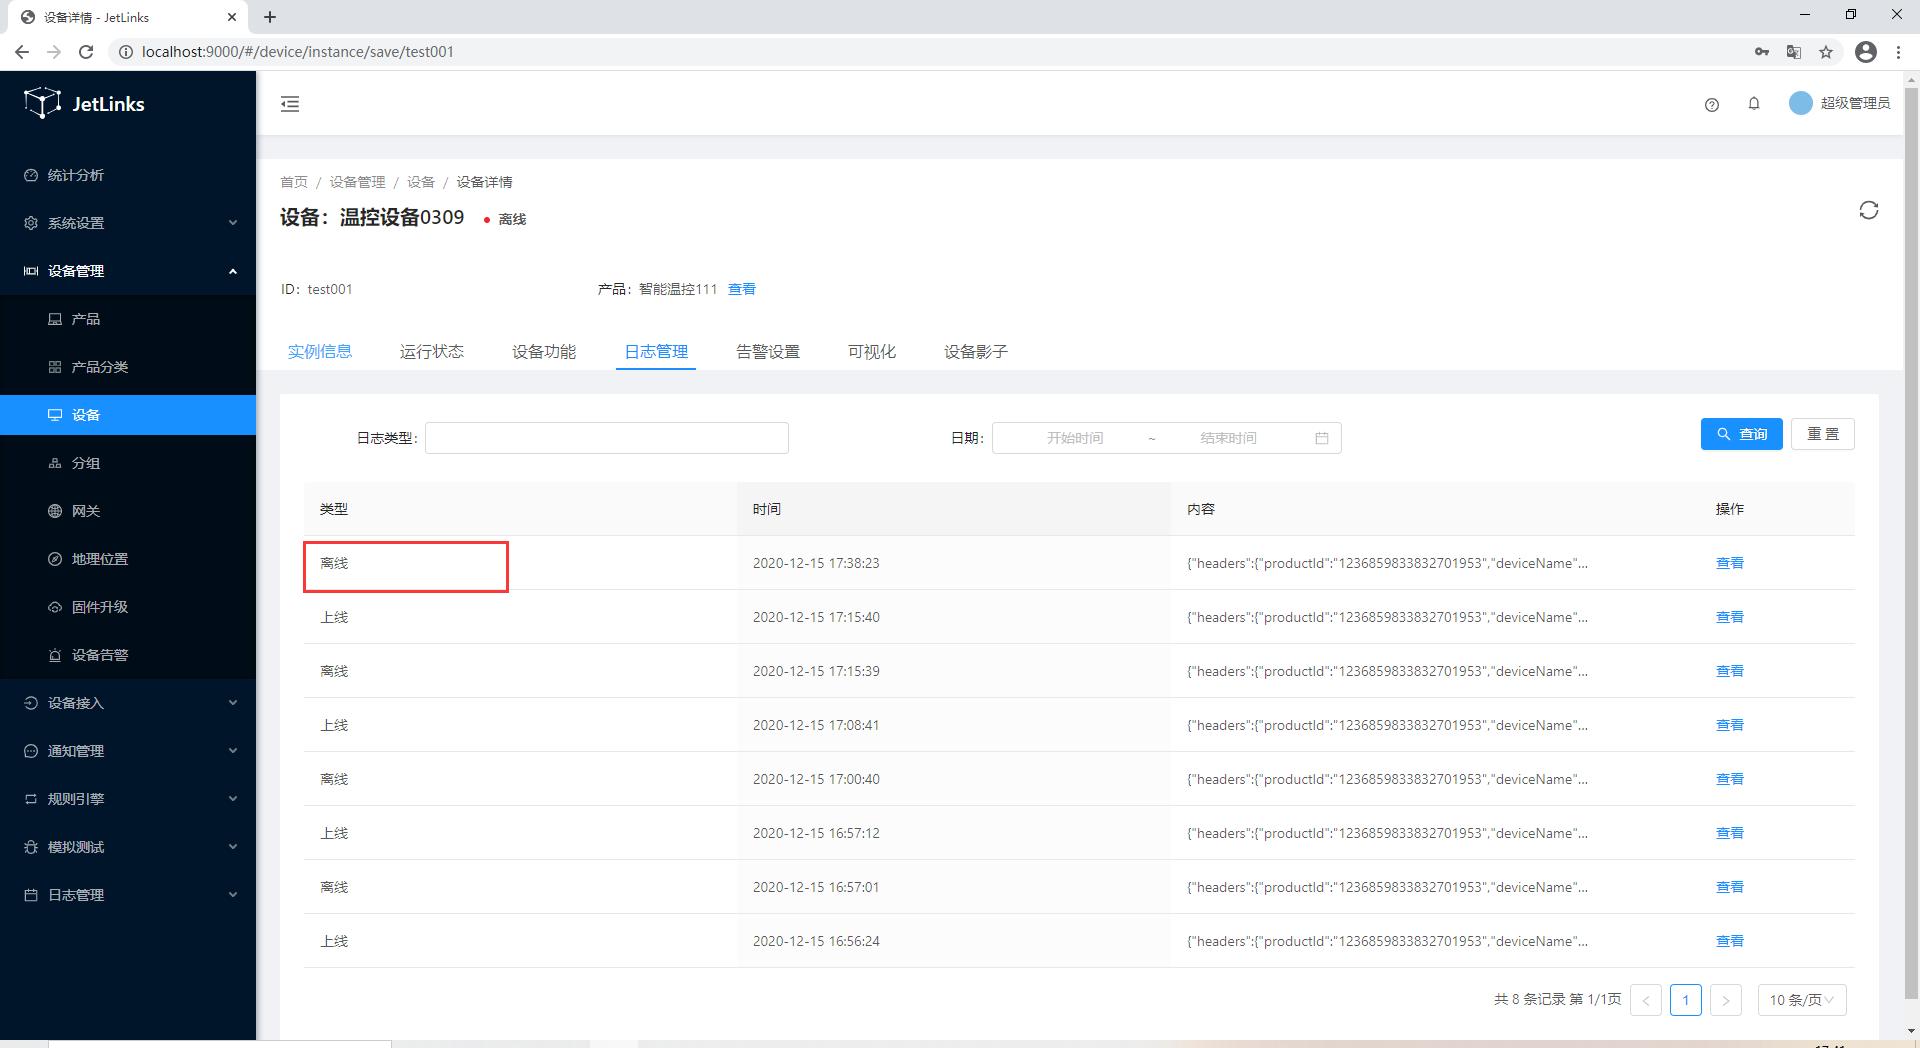 设备详情 - JetLinks
localhost:9000/#/device/instance/save/test001
JetLinks
超级管理员
统计分析
系统设置
设备管理
产品
产品分类
设备
分组
网关
地理位置
固件升级
设备告警
设备接入
通知管理
规则引擎
模拟测试
日志管理
首页 / 设备管理 / 设备 / 设备详情
设备：温控设备0309 离线
ID：test001 产品：智能温控111 查看
实例信息 运行状态 设备功能 日志管理 告警设置 可视化 设备影子
日志类型： 日期： 开始时间 ~ 结束时间 查询 重 置
类型 时间 内容 操作
离线 2020-12-15 17:38:23 {"headers":{"productId":"1236859833832701953","deviceName"... 查看
上线 2020-12-15 17:15:40 {"headers":{"productId":"1236859833832701953","deviceName"... 查看
离线 2020-12-15 17:15:39 {"headers":{"productId":"1236859833832701953","deviceName"... 查看
上线 2020-12-15 17:08:41 {"headers":{"productId":"1236859833832701953","deviceName"... 查看
离线 2020-12-15 17:00:40 {"headers":{"productId":"1236859833832701953","deviceName"... 查看
上线 2020-12-15 16:57:12 {"headers":{"productId":"1236859833832701953","deviceName"... 查看
离线 2020-12-15 16:57:01 {"headers":{"productId":"1236859833832701953","deviceName"... 查看
上线 2020-12-15 16:56:24 {"headers":{"productId":"1236859833832701953","deviceName"... 查看
共 8 条记录 第 1/1页 < 1 > 10 条/页